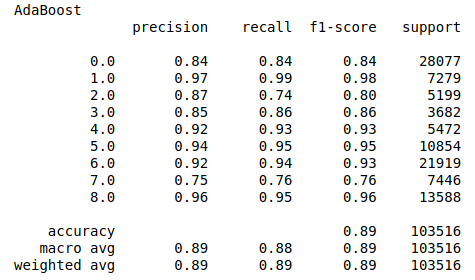 AdaBoost
precision recall f1-score support
0.0 0.84 0.84 0.84 28077
1.0 0.97 0.99 0.98 7279
2.0 0.87 0.74 0.80 5199
3.0 0.85 0.86 0.86 3682
4.0 0.92 0.93 0.93 5472
5.0 0.94 0.95 0.95 10854
6.0 0.92 0.94 0.93 21919
7.0 0.75 0.76 0.76 7446
8.0 0.96 0.95 0.96 13588
accuracy 0.89 103516
macro avg 0.89 0.88 0.89 103516
weighted avg 0.89 0.89 0.89 103516